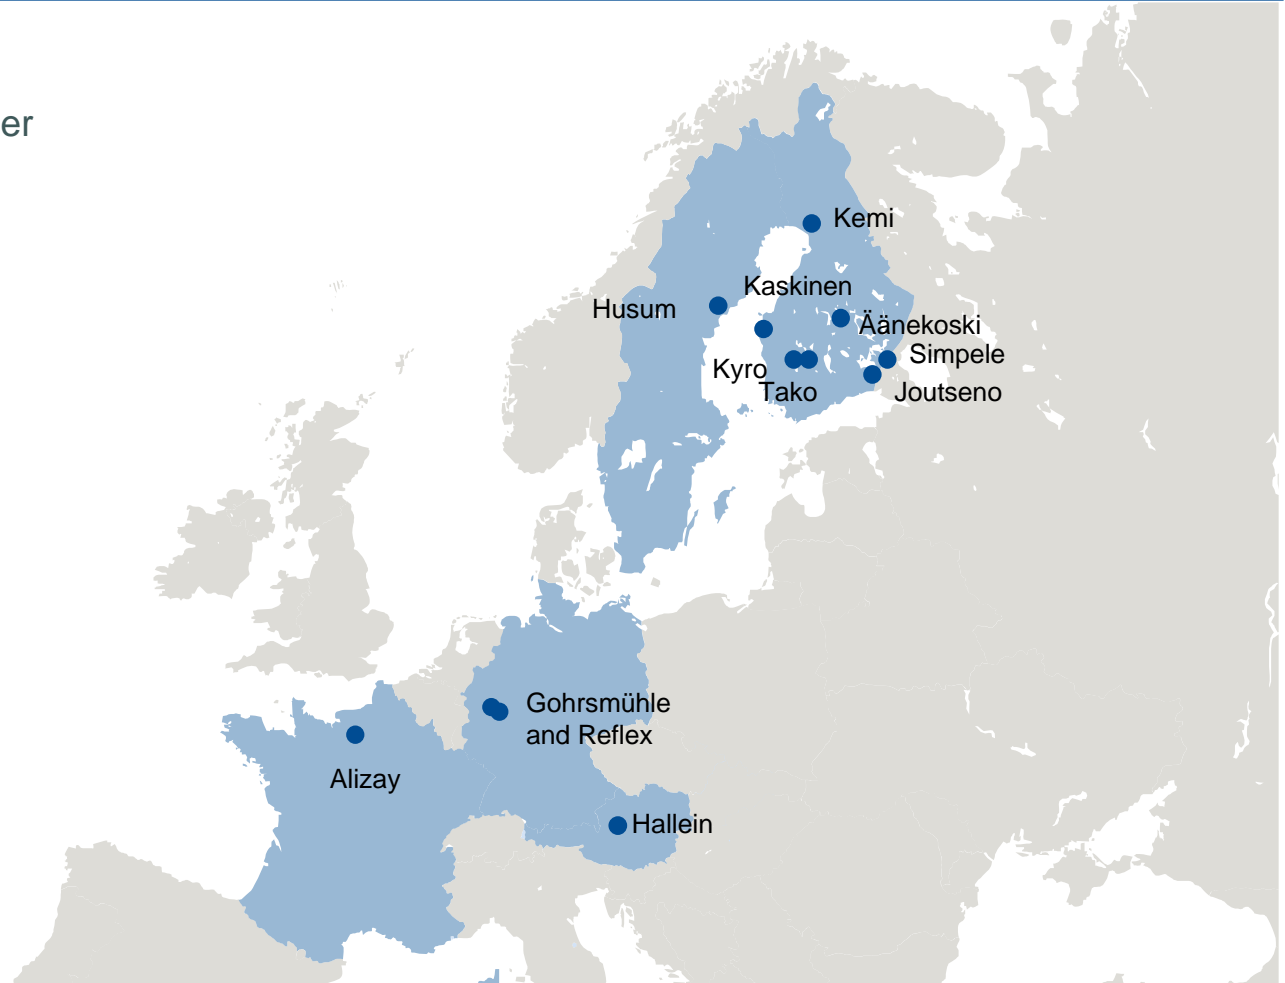 er
Kemi
Kaskinen
Husum
Äänekoski
Simpele
Kyro
Tako
Joutseno
Gohrsmühle
and Reflex
Alizay
Hallein